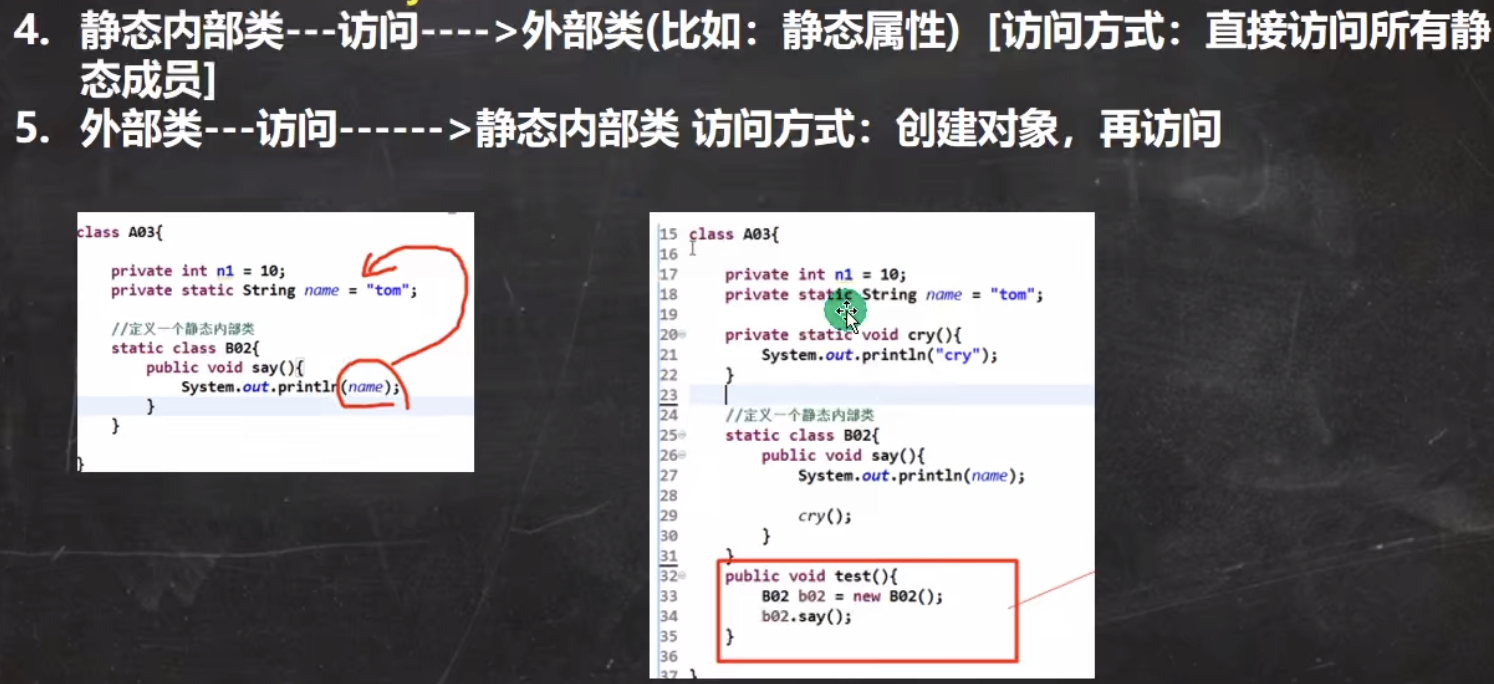 4. 静态内部类---访问---->外部类(比如：静态属性) [访问方式：直接访问所有静
态成员]
5. 外部类---访问------>静态内部类 访问方式：创建对象，再访问
class A03{
private int n1 = 10;
private static String name = "tom";
//定义一个静态内部类
static class B02{
public void say(){
System.out.println(name);
}
}
}
15 class A03{
16
17 private int n1 = 10;
18 private static String name = "tom";
19
20 private static void cry(){
21 System.out.println("cry");
22 }
23
24 //定义一个静态内部类
25 static class B02{
26 public void say(){
27 System.out.println(name);
28
29 cry();
30 }
31 }
32 public void test(){
33 B02 b02 = new B02();
34 b02.say();
35 }
36
37 }